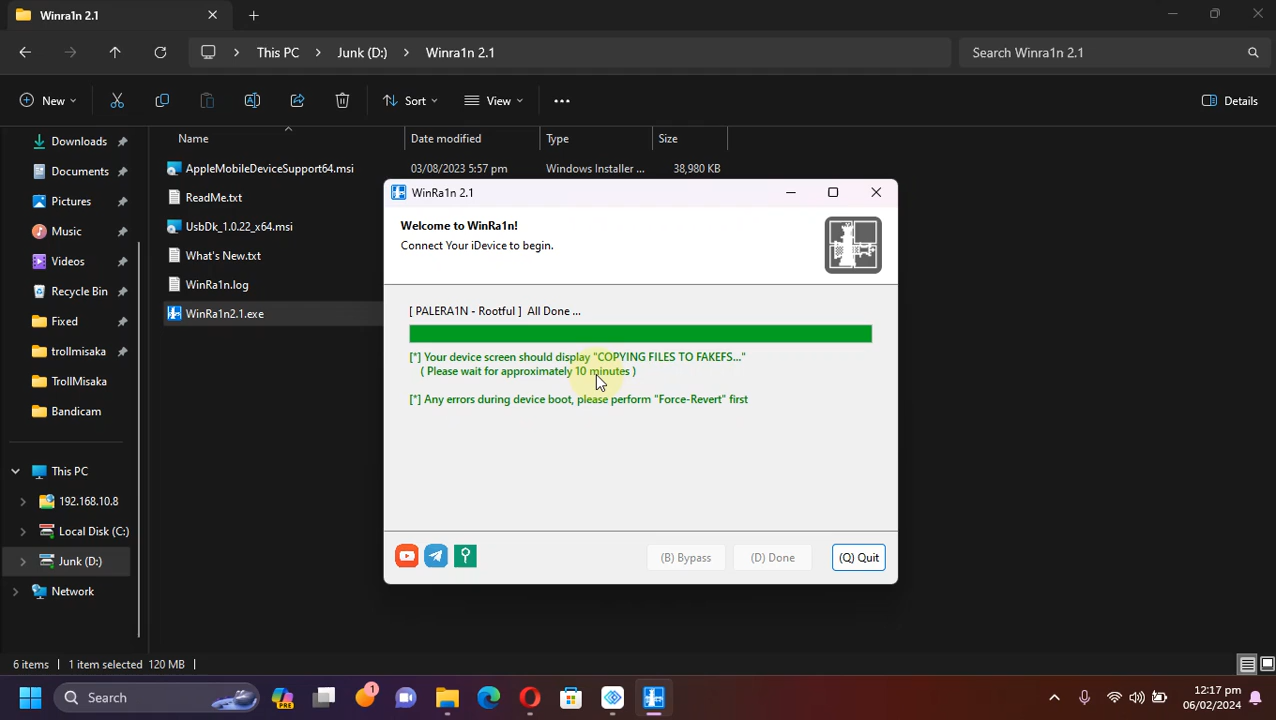 Winra1n 2.1
This PC > Junk (D:) > Winra1n 2.1
Search Winra1n 2.1
New
Sort
View
Details
Name Date modified Type Size
Downloads
Documents
Pictures
Music
Videos
Recycle Bin
Fixed
trollmisaka
TrollMisaka
Bandicam
This PC
192.168.10.8
Local Disk (C:)
Junk (D:)
Network
AppleMobileDeviceSupport64.msi 03/08/2023 5:57 pm Windows Installer ... 38,980 KB
ReadMe.txt
UsbDk_1.0.22_x64.msi
What's New.txt
WinRa1n.log
WinRa1n2.1.exe
WinRa1n 2.1
Welcome to WinRa1n!
Connect Your iDevice to begin.
[ PALERA1N - Rootful ] All Done ...
[*] Your device screen should display "COPYING FILES TO FAKEFS..."
( Please wait for approximately 10 minutes )
[*] Any errors during device boot, please perform "Force-Revert" first
(B) Bypass
(D) Done
(Q) Quit
6 items 1 item selected 120 MB
Search
PRE
1
12:17 pm
06/02/2024